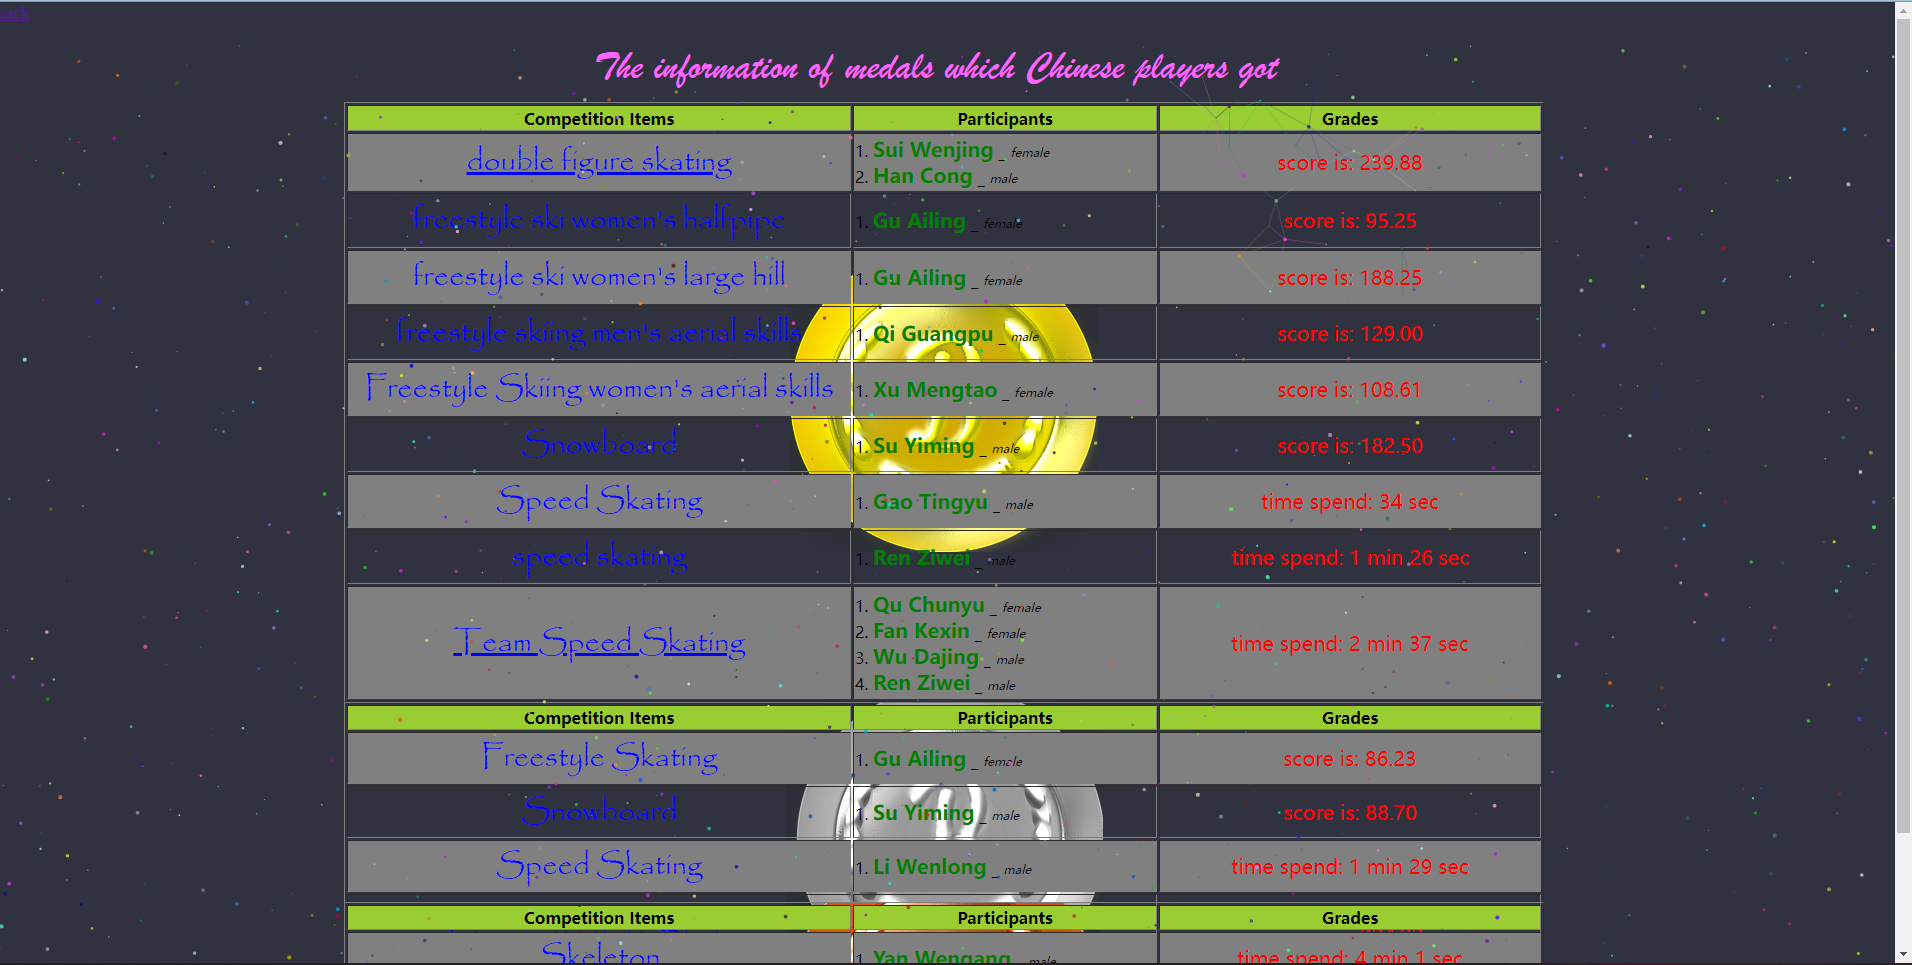 back
The information of medals which Chinese players got
Competition Items Participants Grades
double figure skating 1. Sui Wenjing _ female score is: 239.88
2. Han Cong _ male
freestyle ski women's halfpipe 1. Gu Ailing _ female score is: 95.25
freestyle ski women's large hill 1. Gu Ailing _ female score is: 188.25
freestyle skiing men's aerial skills 1. Qi Guangpu _ male score is: 129.00
Freestyle Skiing women's aerial skills 1. Xu Mengtao _ female score is: 108.61
Snowboard 1. Su Yiming _ male score is: 182.50
Speed Skating 1. Gao Tingyu _ male time spend: 34 sec
speed skating 1. Ren Ziwei _ male time spend: 1 min 26 sec
Team Speed Skating 1. Qu Chunyu _ female time spend: 2 min 37 sec
2. Fan Kexin _ female
3. Wu Dajing _ male
4. Ren Ziwei _ male
Competition Items Participants Grades
Freestyle Skating 1. Gu Ailing _ female score is: 86.23
Snowboard 1. Su Yiming _ male score is: 88.70
Speed Skating 1. Li Wenlong _ male time spend: 1 min 29 sec
Competition Items Participants Grades
Skeleton 1. Yan Wengang _ male time spend: 4 min 1 sec